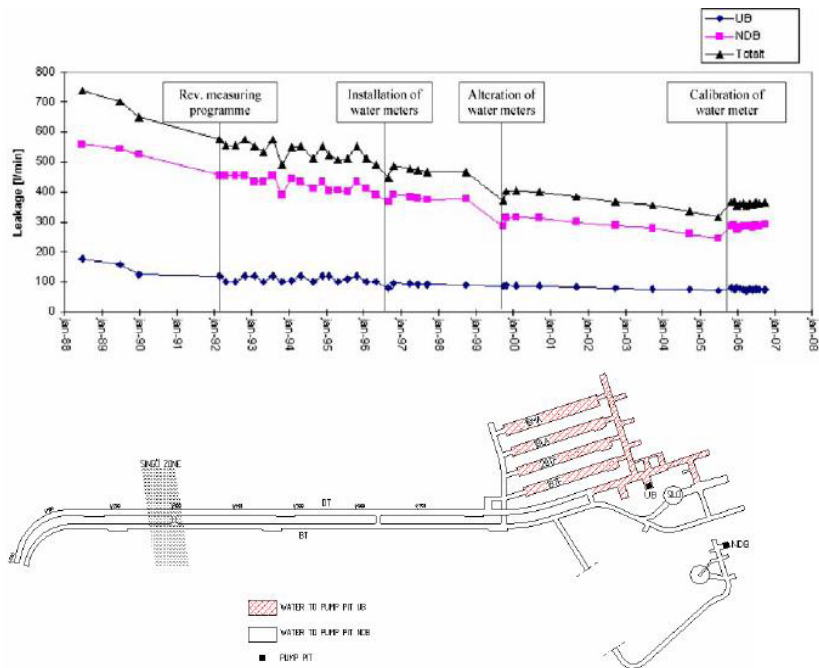 UB
NDB
Totalt
800
700
600
500
400
300
200
100
0
Leakage [l/min]
Rev. measuring
programme
Installation of
water meters
Alteration of
water meters
Calibration of
water meter
jan-88
jan-89
jan-90
jan-91
jan-92
jan-93
jan-94
jan-95
jan-96
jan-97
jan-98
jan-99
jan-00
jan-01
jan-02
jan-03
jan-04
jan-05
jan-06
jan-07
jan-08
SINGÖ ZONE
DT
BT
BMA
BLA
UB
SILO
NDB
WATER TO PUMP PIT UB
WATER TO PUMP PIT NDB
PUMP PIT